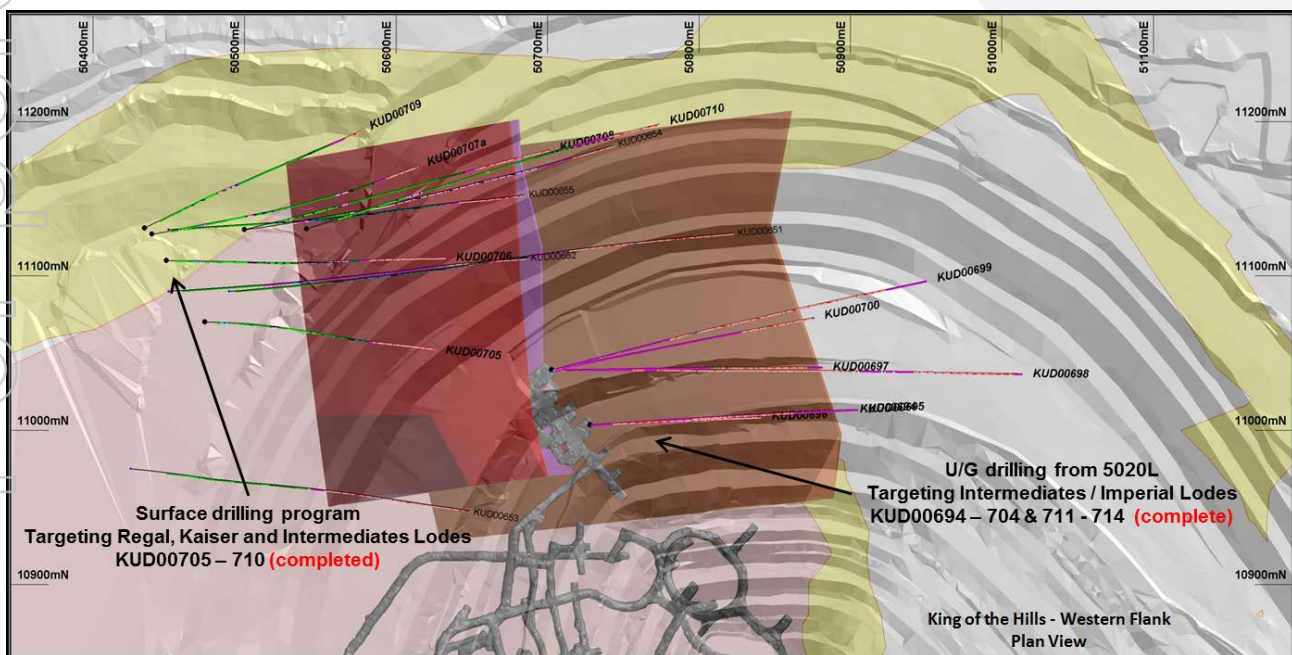 50400mE
50500mE
50600mE
50700mE
50800mE
50900mE
51000mE
51100mE
11200mN
11200mN
KUD00709
KUD00710
KUD00708
KUD00654
KUD00707a
KUD00655
KUD00651
KUD00652
KUD00706
11100mN
11100mN
KUD00699
KUD00700
KUD00705
KUD00697
KUD00698
KUD00696
11000mN
11000mN
U/G drilling from 5020L
Targeting Intermediates / Imperial Lodes
KUD00694 – 704 & 711 - 714 (complete)
KUD00653
Surface drilling program
Targeting Regal, Kaiser and Intermediates Lodes
KUD00705 – 710 (completed)
10900mN
10900mN
King of the Hills - Western Flank
Plan View